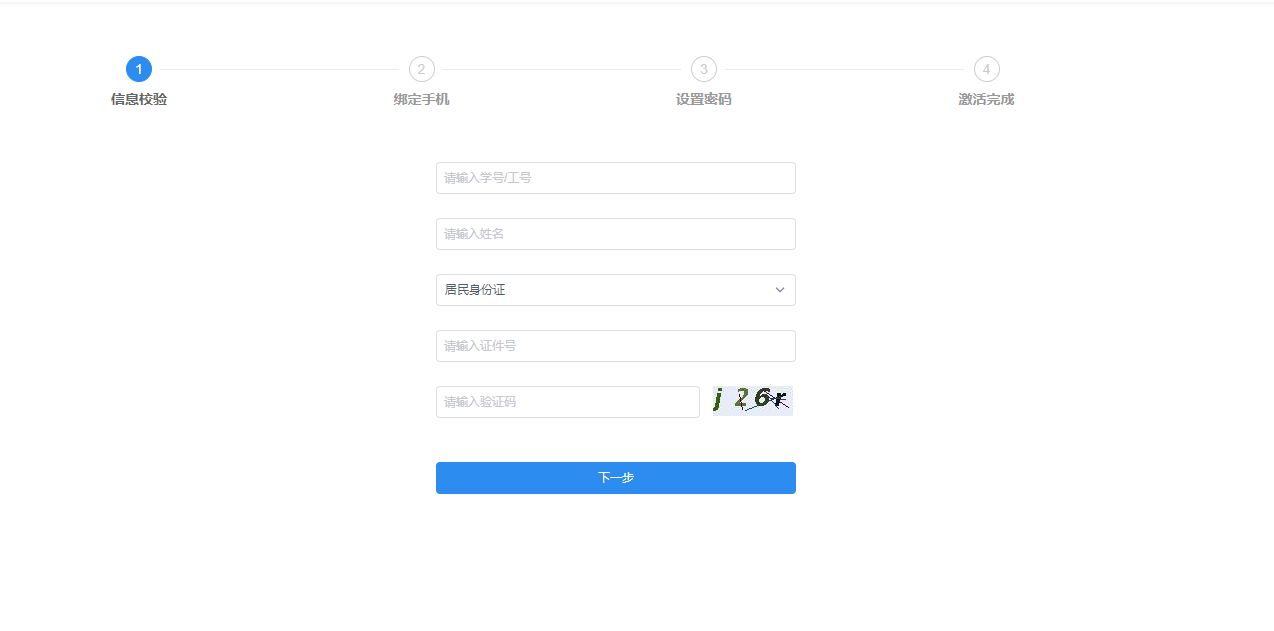 1 2 3 4
信息校验 绑定手机 设置密码 激活完成
请输入学号/工号
请输入姓名
居民身份证
请输入证件号
请输入验证码 j26r
下一步